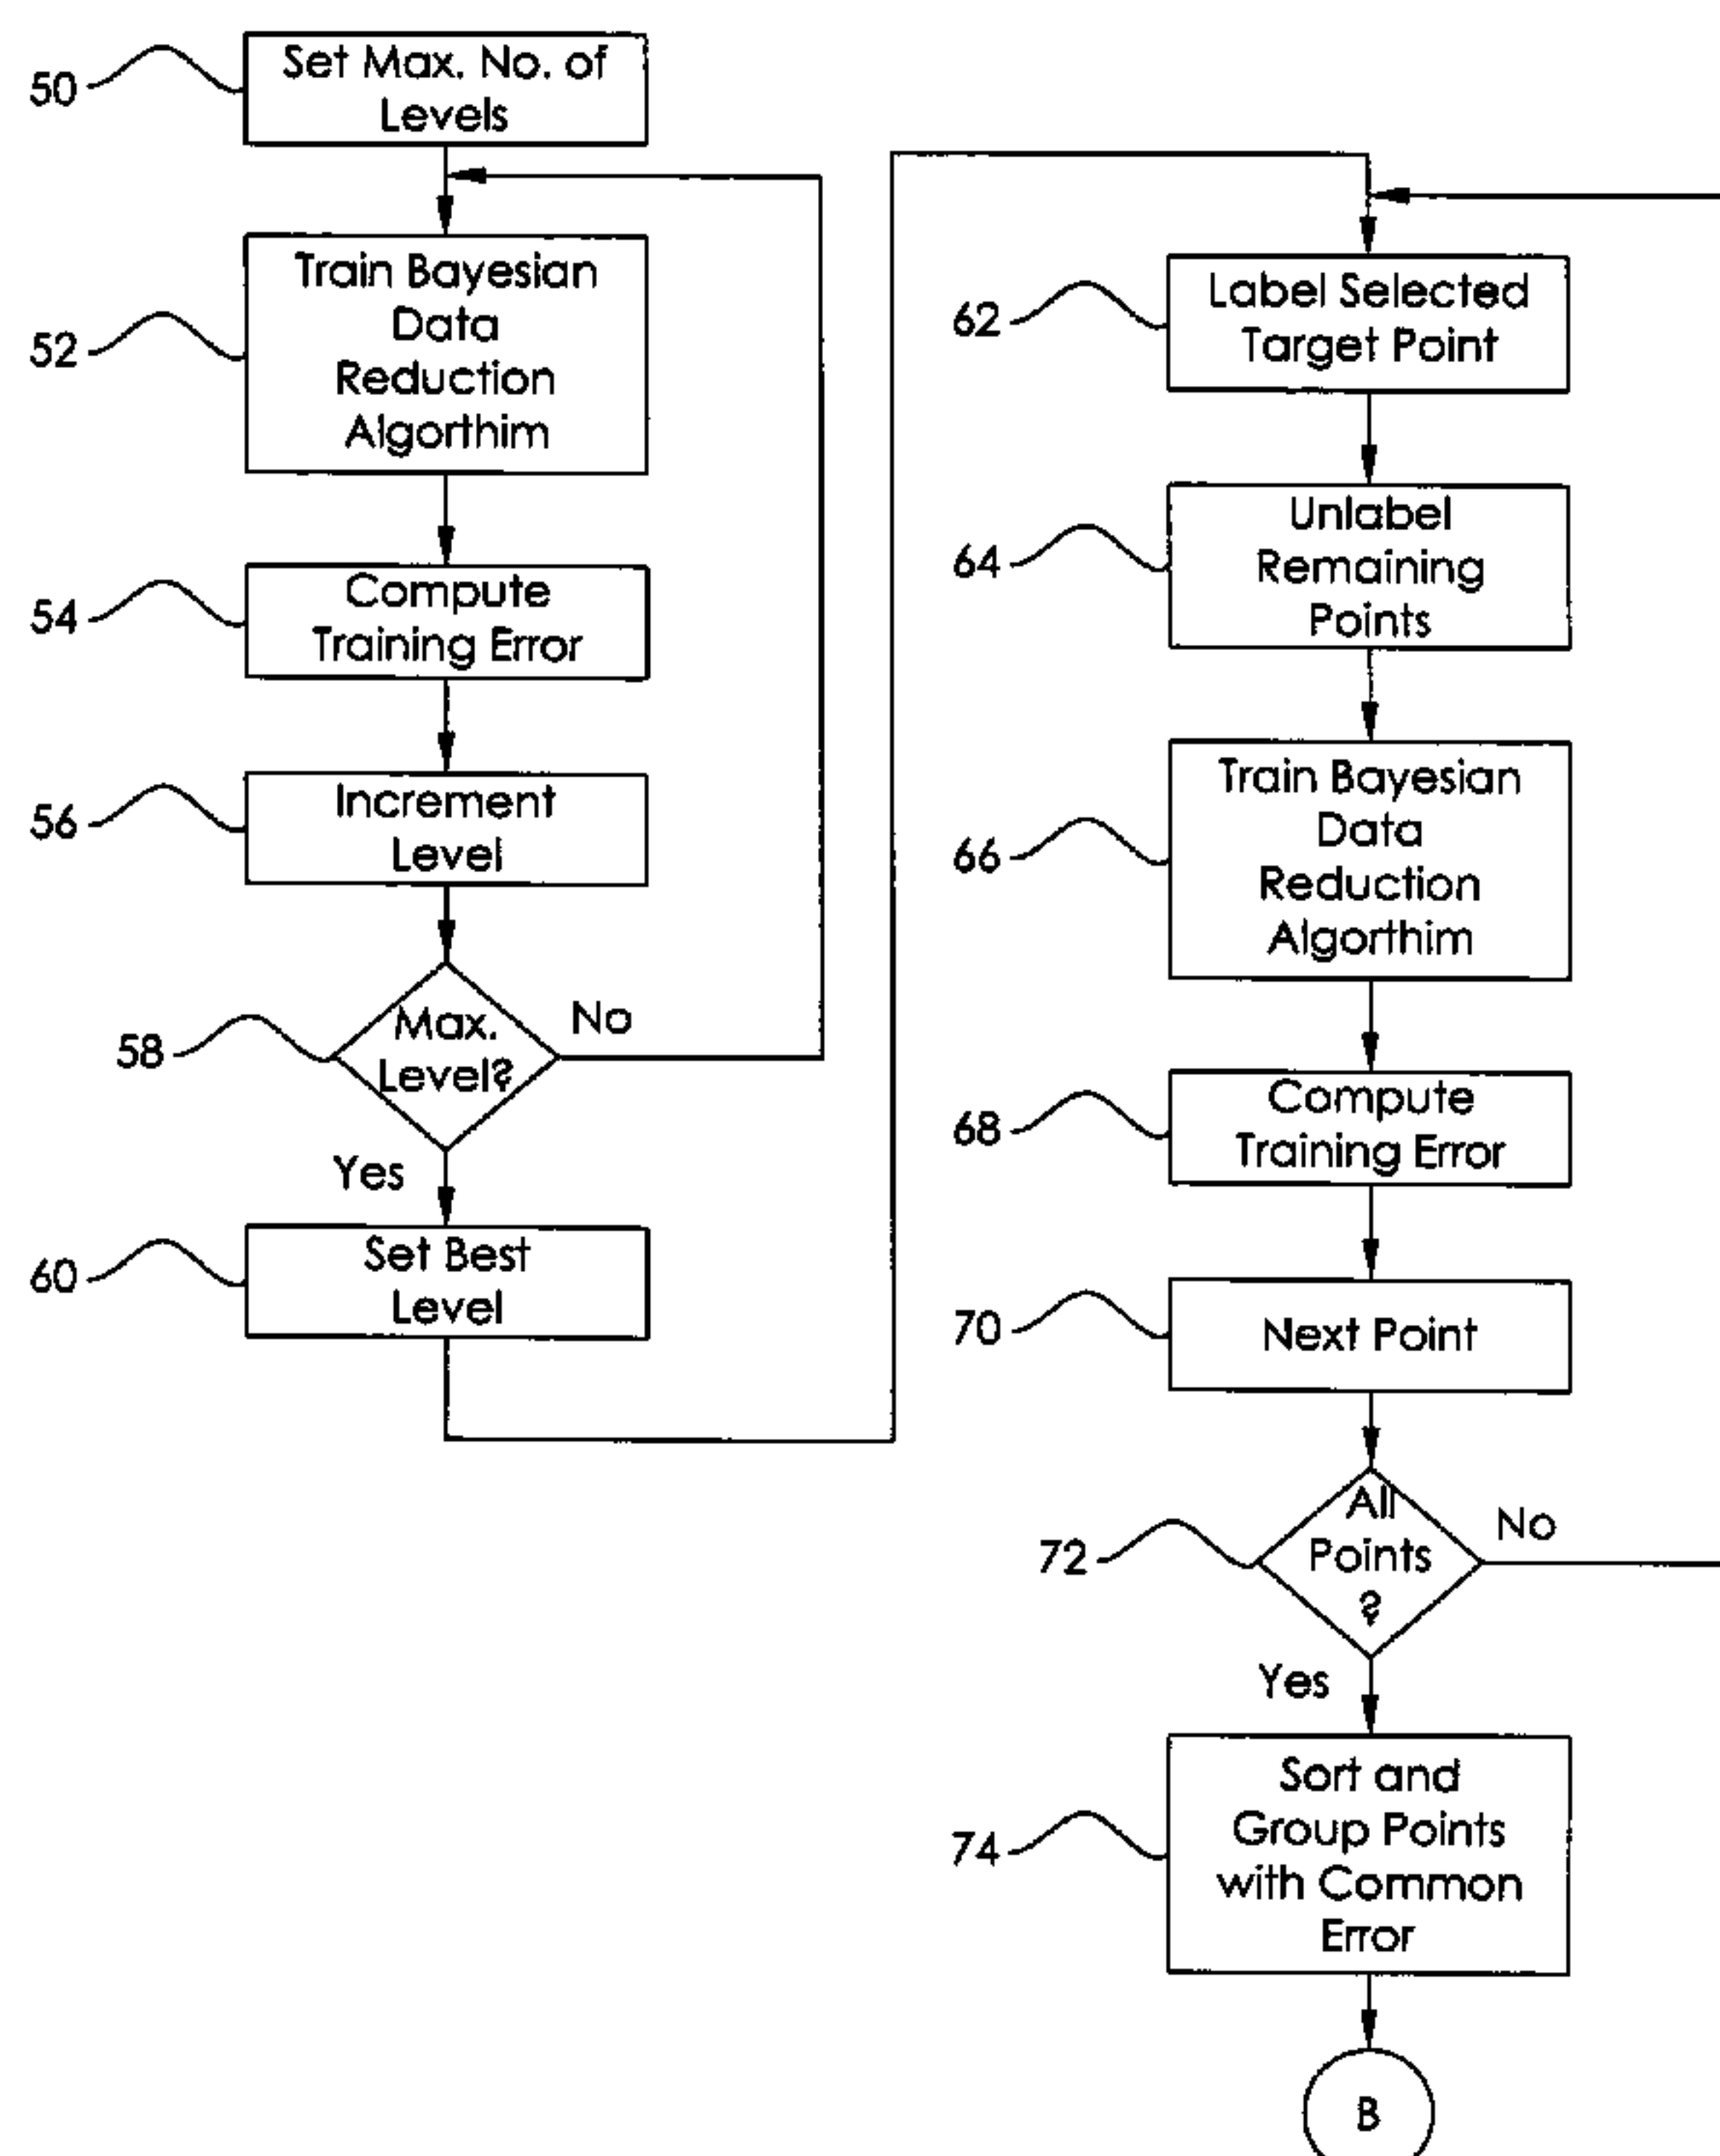 50
Set Max. No. of
Levels
52
Train Bayesian
Data
Reduction
Algorthim
54
Compute
Training Error
56
Increment
Level
58
Max.
Level?
No
Yes
60
Set Best
Level
62
Label Selected
Target Point
64
Unlabel
Remaining
Points
66
Train Bayesian
Data
Reduction
Algorthim
68
Compute
Training Error
70
Next Point
72
All
Points
?
No
Yes
74
Sort and
Group Points
with Common
Error
B